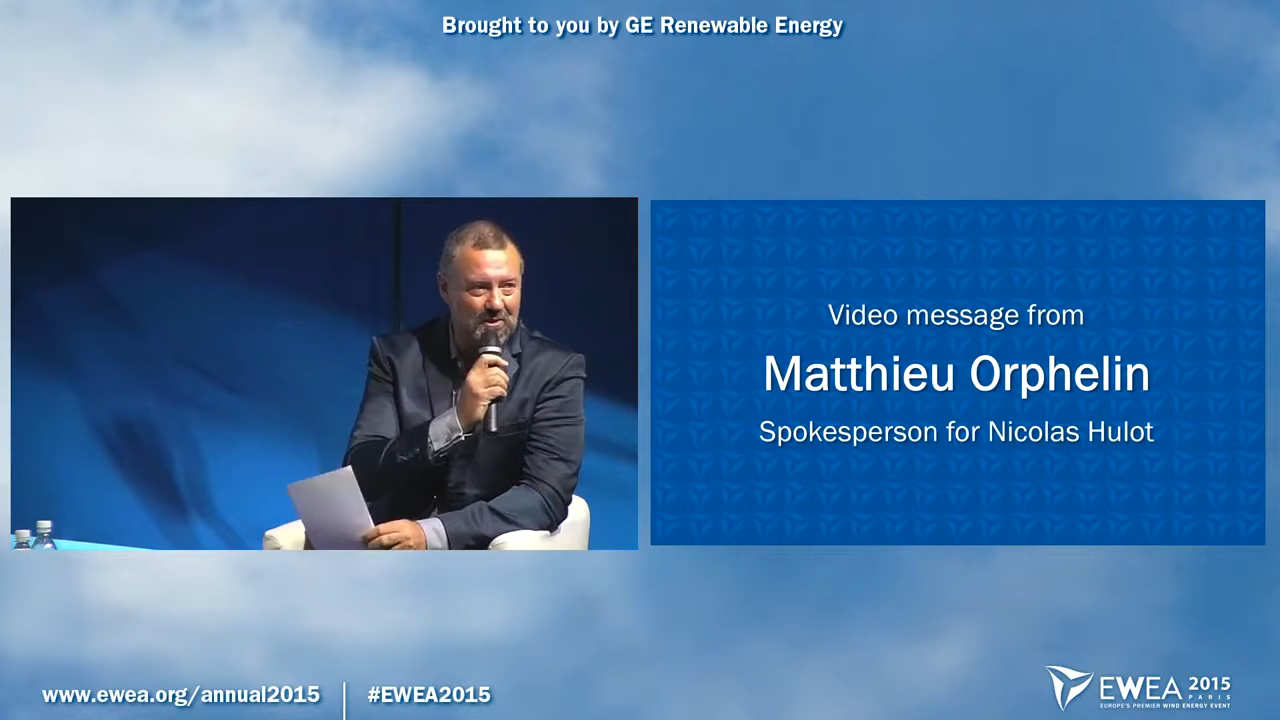 Brought to you by GE Renewable Energy
Video message from
Matthieu Orphelin
Spokesperson for Nicolas Hulot
www.ewea.org/annual2015
#EWEA2015
EWEA 2015
PARIS
EUROPE'S PREMIER WIND ENERGY EVENT